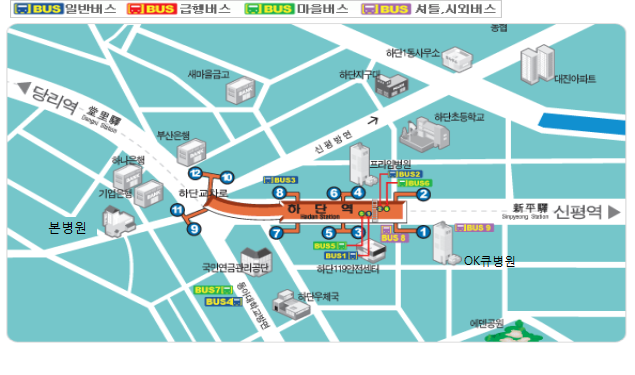 BUS 일반버스 BUS 급행버스 BUS 마을버스 BUS 셔틀,시외버스
농협
하단1동사무소
새마을금고
하단지구대
대진아파트
당리역 堂里驛
Dangni Station
하단초등학교
신평방면
부산은행
하나은행
프라임병원
12
10
BUS3
BUS2
BUS6
기업은행
하단교차로
8
6
4
2
11
하단역
Hadan Station
新平驛
Sinpyeong Station
신평역
본병원
9
7
5
3
1
BUS 8
BUS 9
BUS5
BUS1
국민연금관리공단
하단119안전센터
OK큐병원
BUS7
BUS4
동아대학교방면
하단우체국
에덴공원